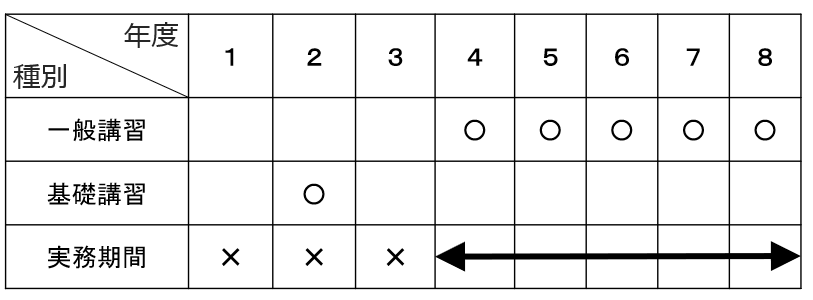 年度
種別
1 2 3 4 5 6 7 8
一般講習 ○ ○ ○ ○ ○
基礎講習 ○
実務期間 × × ×